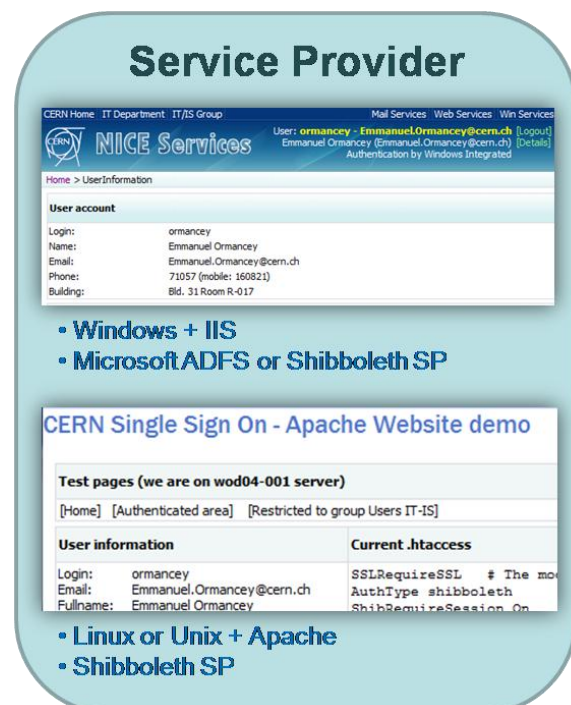 Service Provider
CERN Home IT Department IT/IS Group Mail Services Web Services Win Services
CERN NICE Services
User: ormancey - Emmanuel.Ormancey@cern.ch [Logout]
Emmanuel Ormancey (Emmanuel.Ormancey@cern.ch) [Details]
Authentication by Windows Integrated
Home > UserInformation
User account
Login: ormancey
Name: Emmanuel Ormancey
Email: Emmanuel.Ormancey@cern.ch
Phone: 71057 (mobile: 160821)
Building: Bld. 31 Room R-017
• Windows + IIS
• Microsoft ADFS or Shibboleth SP
CERN Single Sign On - Apache Website demo
Test pages (we are on wod04-001 server)
[Home] [Authenticated area] [Restricted to group Users IT-IS]
User information Current .htaccess
Login: ormancey SSLRequireSSL # The mo
Email: Emmanuel.Ormancey@cern.ch AuthType shibboleth
Fullname: Emmanuel Ormancey ShibRequireSession On
• Linux or Unix + Apache
• Shibboleth SP